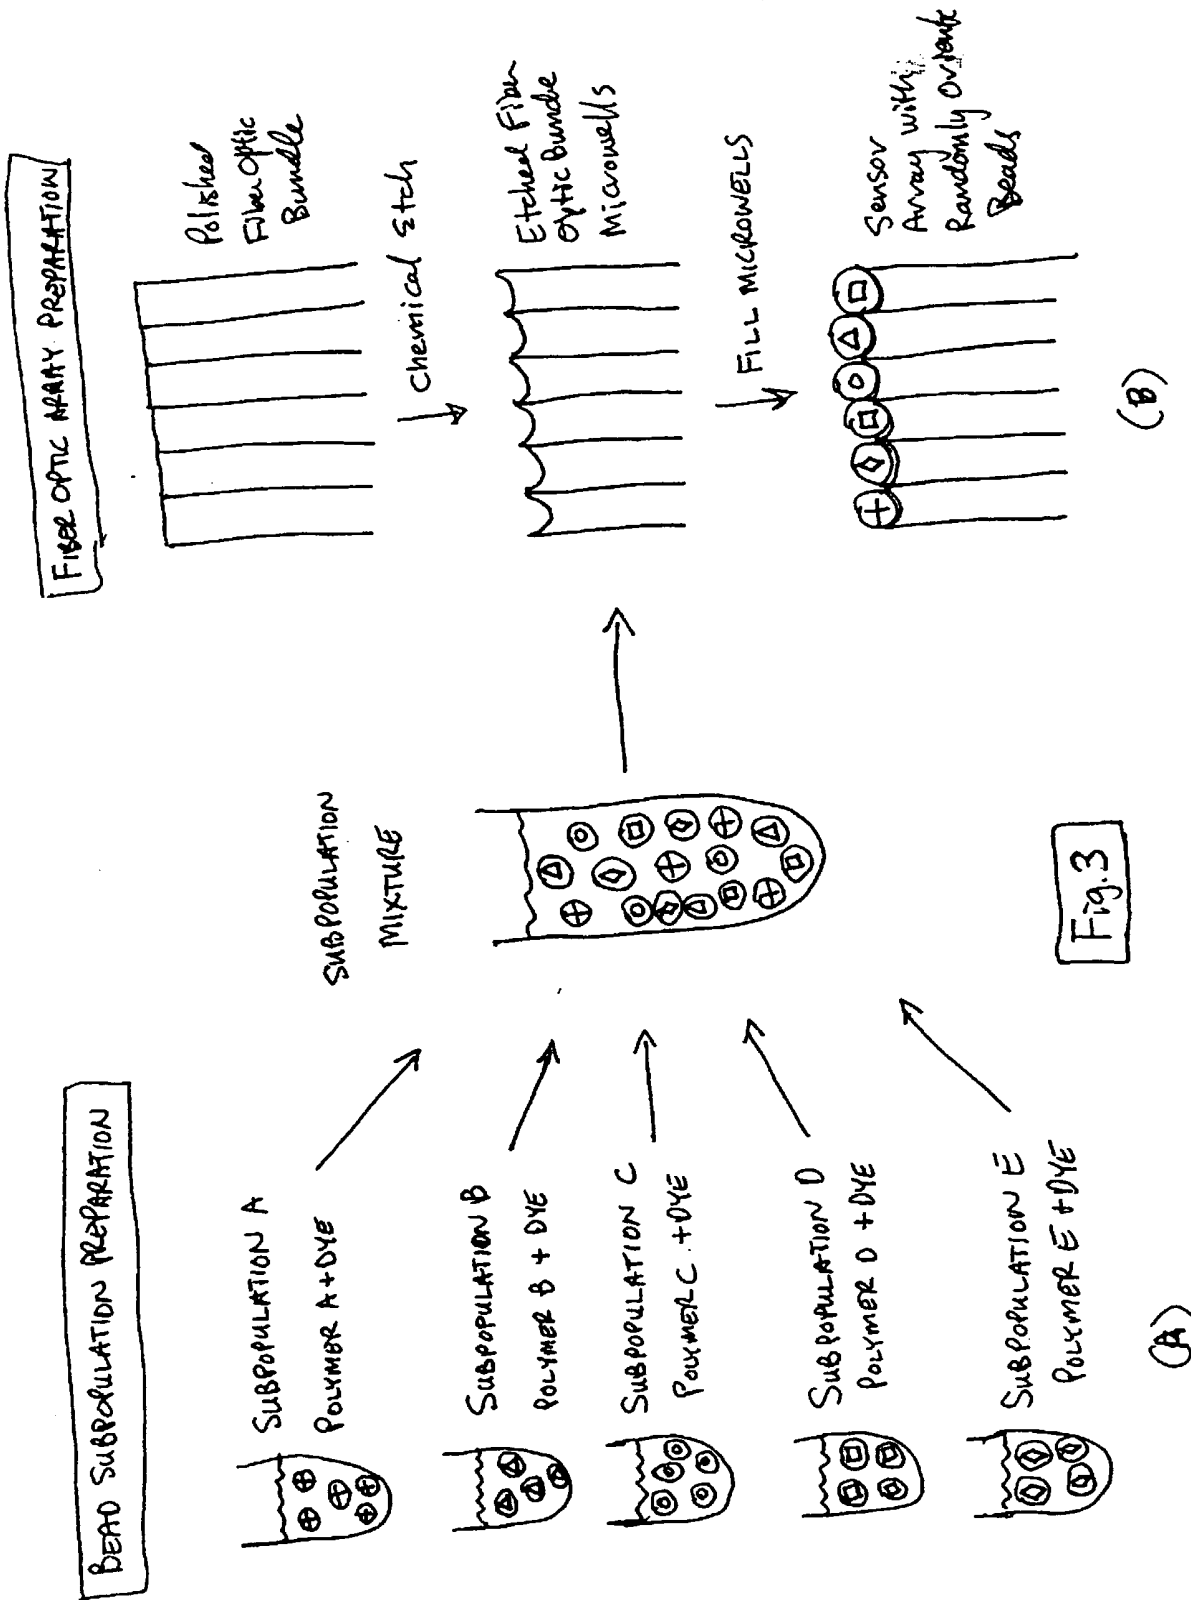 BEAD SUBPOPULATION PREPARATION
SUBPOPULATION A
POLYMER A+DYE
SUBPOPULATION B
POLYMER B + DYE
SUBPOPULATION C
POLYMER C. +DYE
SUBPOPULATION D
POLYMER D +DYE
SUBPOPULATION E
POLYMER E +DYE
(A)
SUBPOPULATION
MIXTURE
Fig.3
FIBER OPTIC ARRAY PREPARATION
Polished
Fiber Optic
Bundle
Chemical Etch
Etched Fiber
Optic Bundle
Microwells
FILL MICROWELLS
Sensor
Array with
Randomly
Beads
(B)